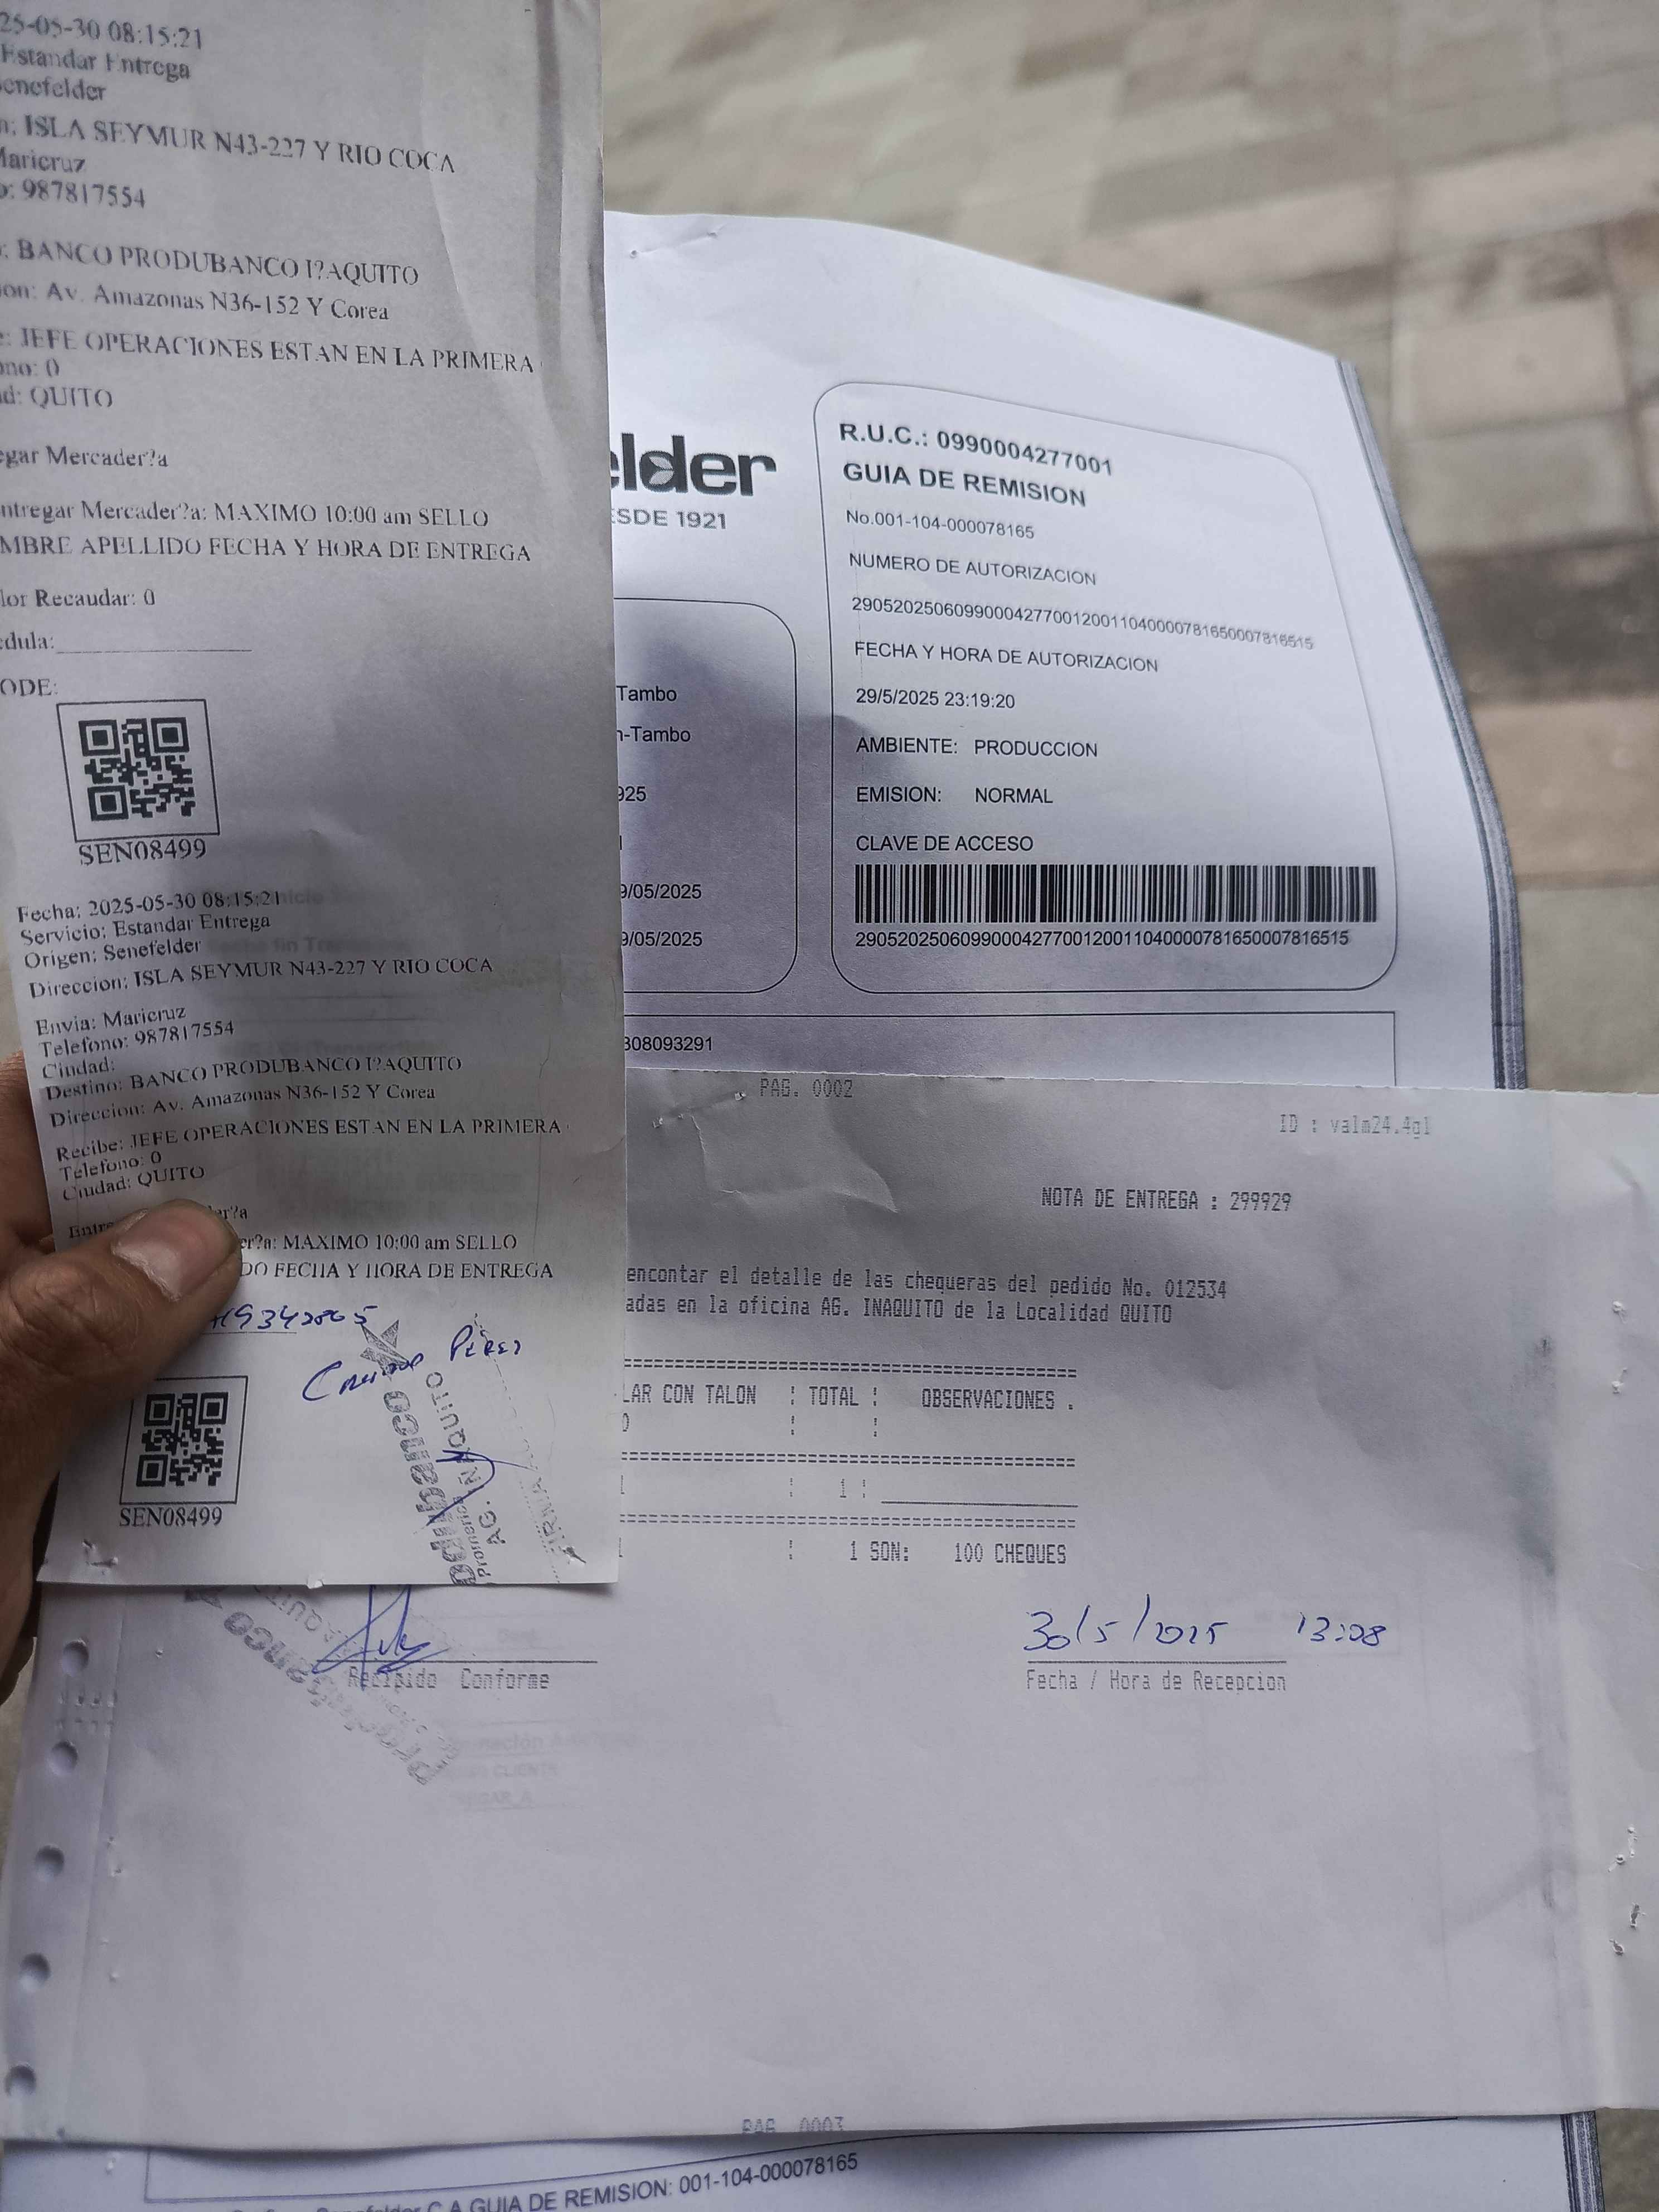 25-05-30 08:15:21
Estandar Entrega
enefelder
n: ISLA SEYMUR N43-227 Y RIO COCA
Maricruz
o: 987817554
: BANCO PRODUBANCO I?AQUITO
on: Av. Amazonas N36-152 Y Corea
e: JEFE OPERACIONES ESTAN EN LA PRIMERA
ono: 0
ad: QUITO
egar Mercader?a
ntregar Mercader?a: MAXIMO 10:00 am SELLO
MBRE APELLIDO FECHA Y HORA DE ENTREGA
lor Recaudar: 0
edula:
ODE:
SEN08499
Fecha: 2025-05-30 08:15:21
Servicio: Estandar Entrega
Origen: Senefelder
Direccion: ISLA SEYMUR N43-227 Y RIO COCA
Envia: Maricruz
Telefono: 987817554
Ciudad:
Destino: BANCO PRODUBANCO I?AQUITO
Direccion: Av. Amazonas N36-152 Y Corea
Recibe: JEFE OPERACIONES ESTAN EN LA PRIMERA
Telefono: 0
Ciudad: QUITO
Entre er?a
er?a: MAXIMO 10:00 am SELLO
DO FECHA Y HORA DE ENTREGA
Perez
AG. IÑAQUITO
SEN08499
elder
ESDE 1921
R.U.C.: 0990004277001
GUIA DE REMISION
No.001-104-000078165
NUMERO DE AUTORIZACION
2905202506099000427700120011040000781650007816515
FECHA Y HORA DE AUTORIZACION
29/5/2025 23:19:20
AMBIENTE: PRODUCCION
EMISION: NORMAL
CLAVE DE ACCESO
2905202506099000427700120011040000781650007816515
Tambo
n-Tambo
925
9/05/2025
9/05/2025
308093291
PAG. 0002
ID : valm24.4gl
NOTA DE ENTREGA : 299929
encontar el detalle de las chequeras del pedido No. 012534
adas en la oficina AG. INAQUITO de la Localidad QUITO
LAR CON TALON : TOTAL : OBSERVACIONES .
0 : :
1 : 1 :
1 : 1 SON: 100 CHEQUES
30/5/2025 13:08
Recibido Conforme
Fecha / Hora de Recepcion
PAG. 0003
Senefelder C.A GUIA DE REMISION: 001-104-000078165